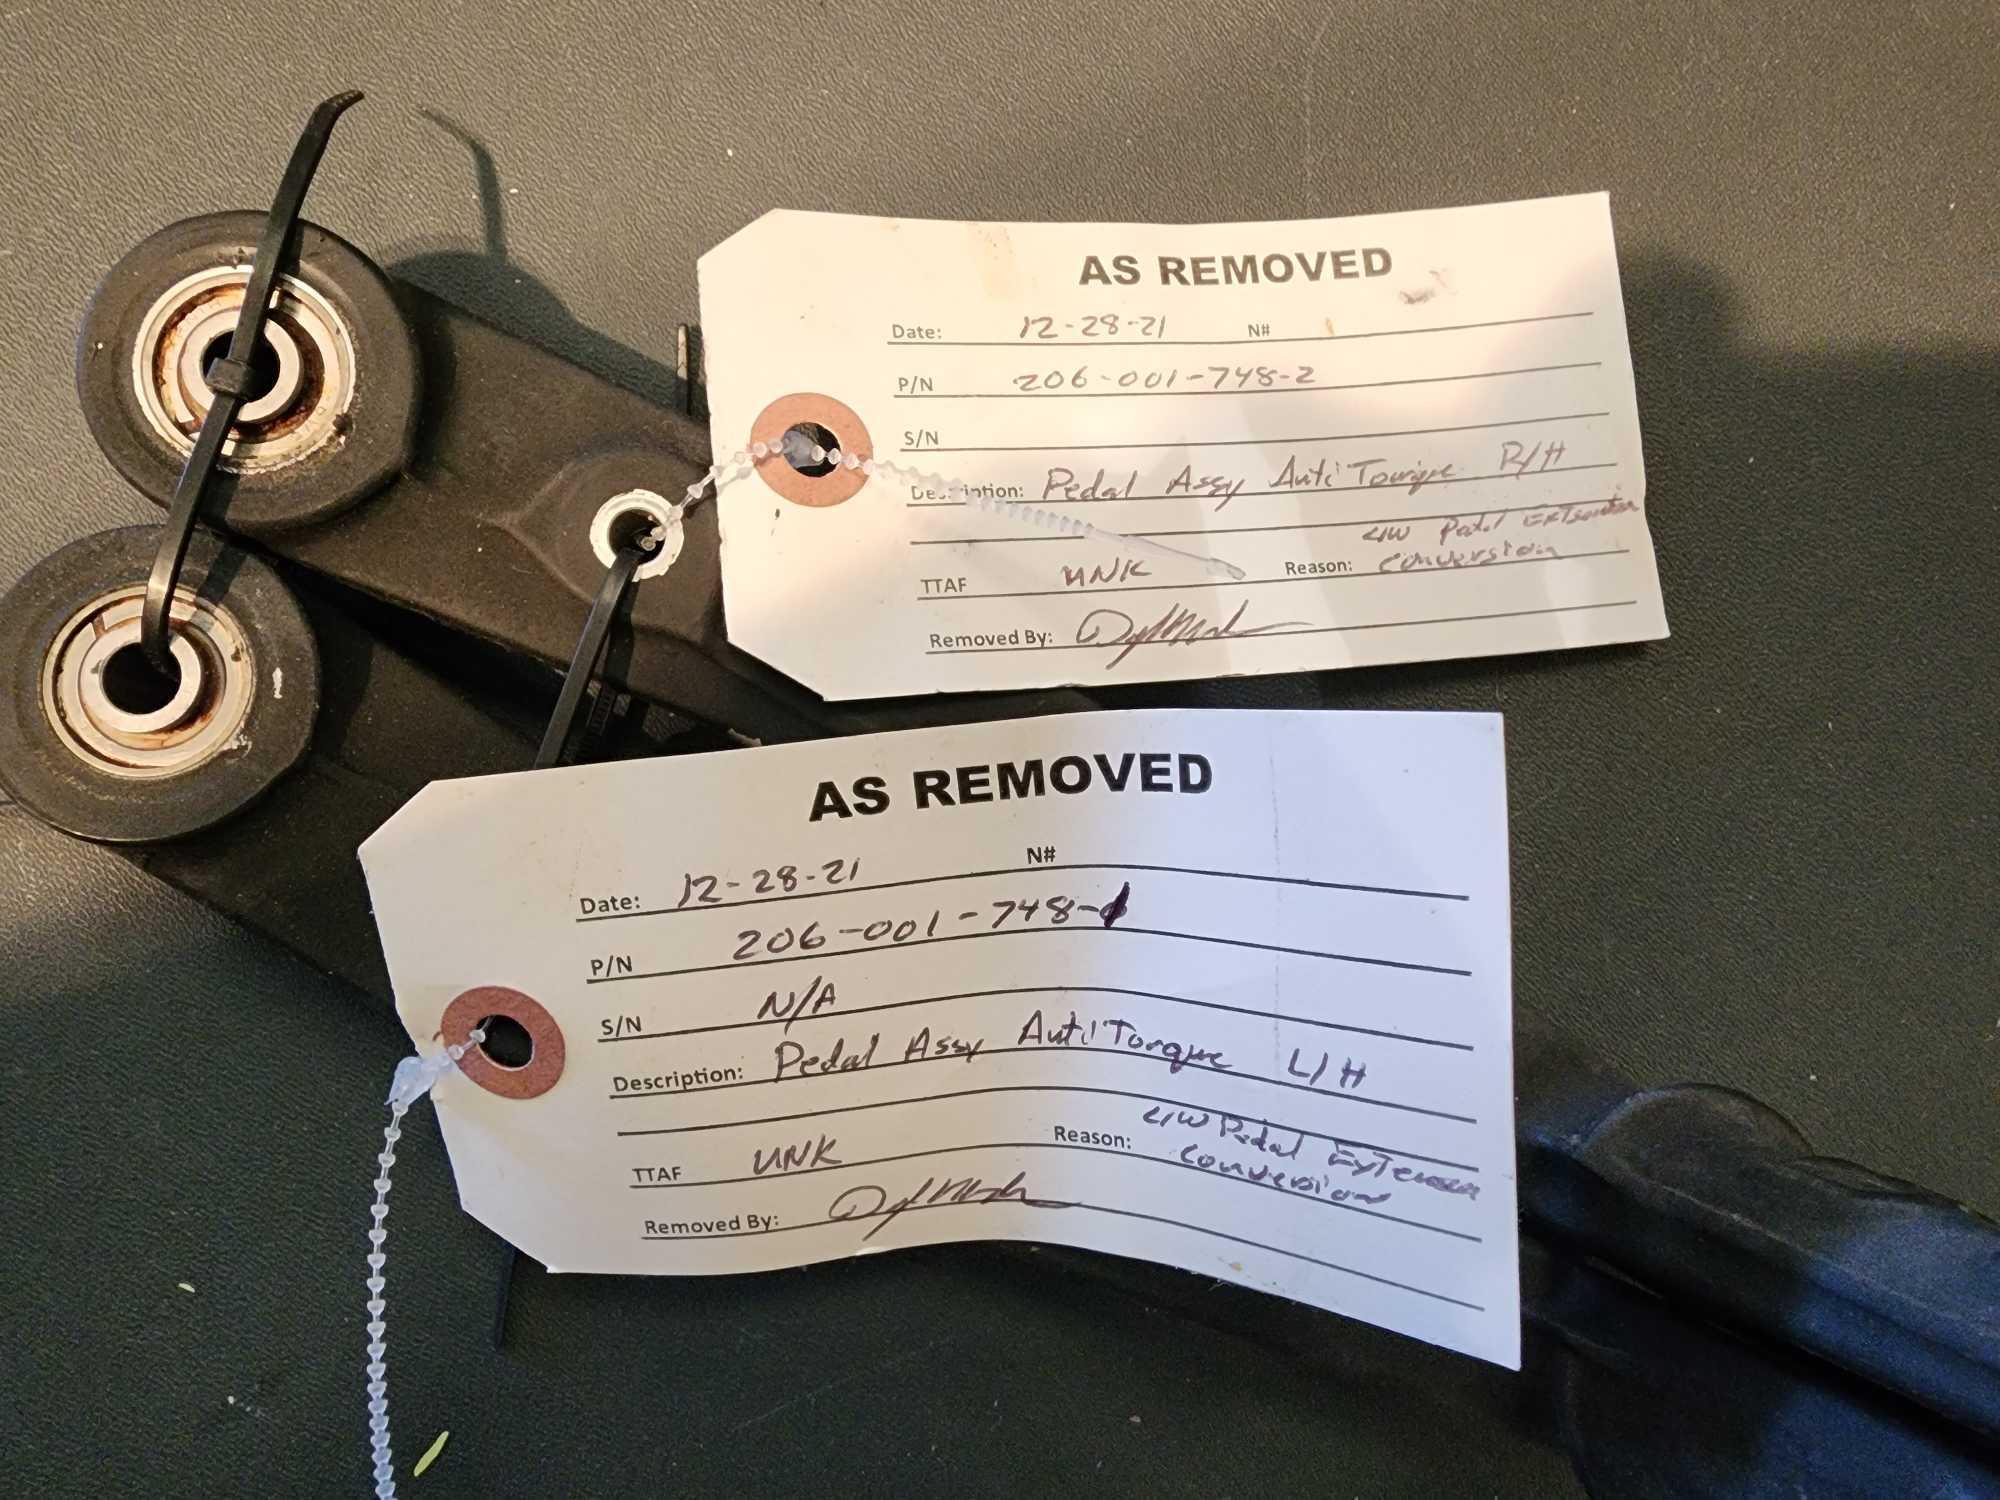 AS REMOVED
Date: 12-28-21 N#
P/N 206-001-748-2
S/N
Description: Pedal Assy Anti Torque R/H
TTAF UNK Reason: C/W Pedal Extension
Conversion
Removed By:
AS REMOVED
Date: 12-28-21 N#
P/N 206-001-748-1
S/N N/A
Description: Pedal Assy Anti Torque L/H
TTAF UNK Reason: C/W Pedal Extension
Conversion
Removed By: